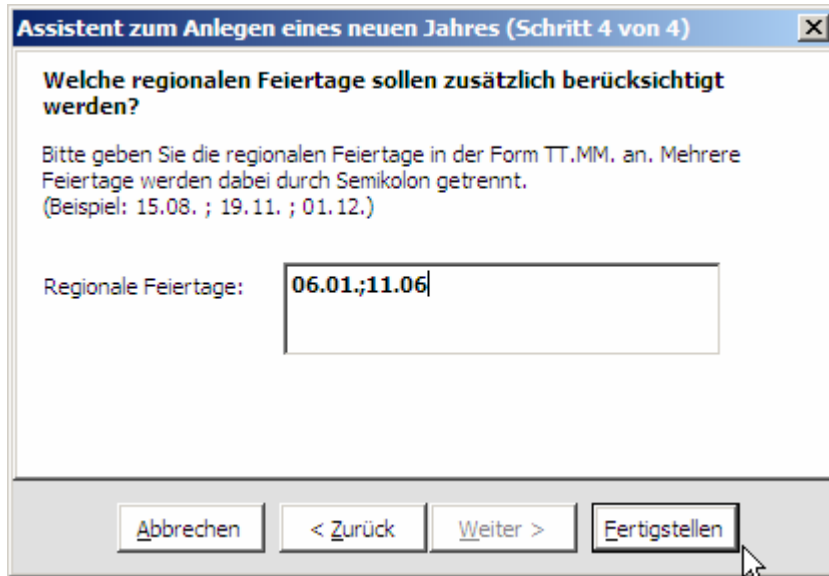 Assistent zum Anlegen eines neuen Jahres (Schritt 4 von 4)
Welche regionalen Feiertage sollen zusätzlich berücksichtigt
werden?
Bitte geben Sie die regionalen Feiertage in der Form TT.MM. an. Mehrere
Feiertage werden dabei durch Semikolon getrennt.
(Beispiel: 15.08. ; 19.11. ; 01.12.)
Regionale Feiertage: 06.01.;11.06
Abbrechen < Zurück Weiter > Fertigstellen